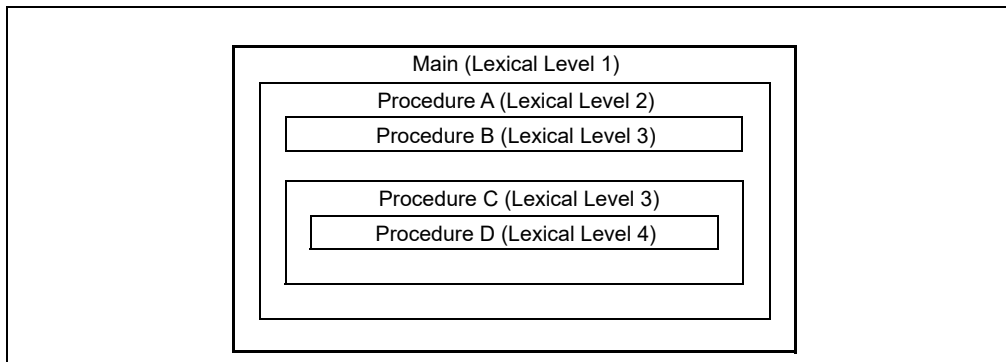 Main (Lexical Level 1)
Procedure A (Lexical Level 2)
Procedure B (Lexical Level 3)
Procedure C (Lexical Level 3)
Procedure D (Lexical Level 4)